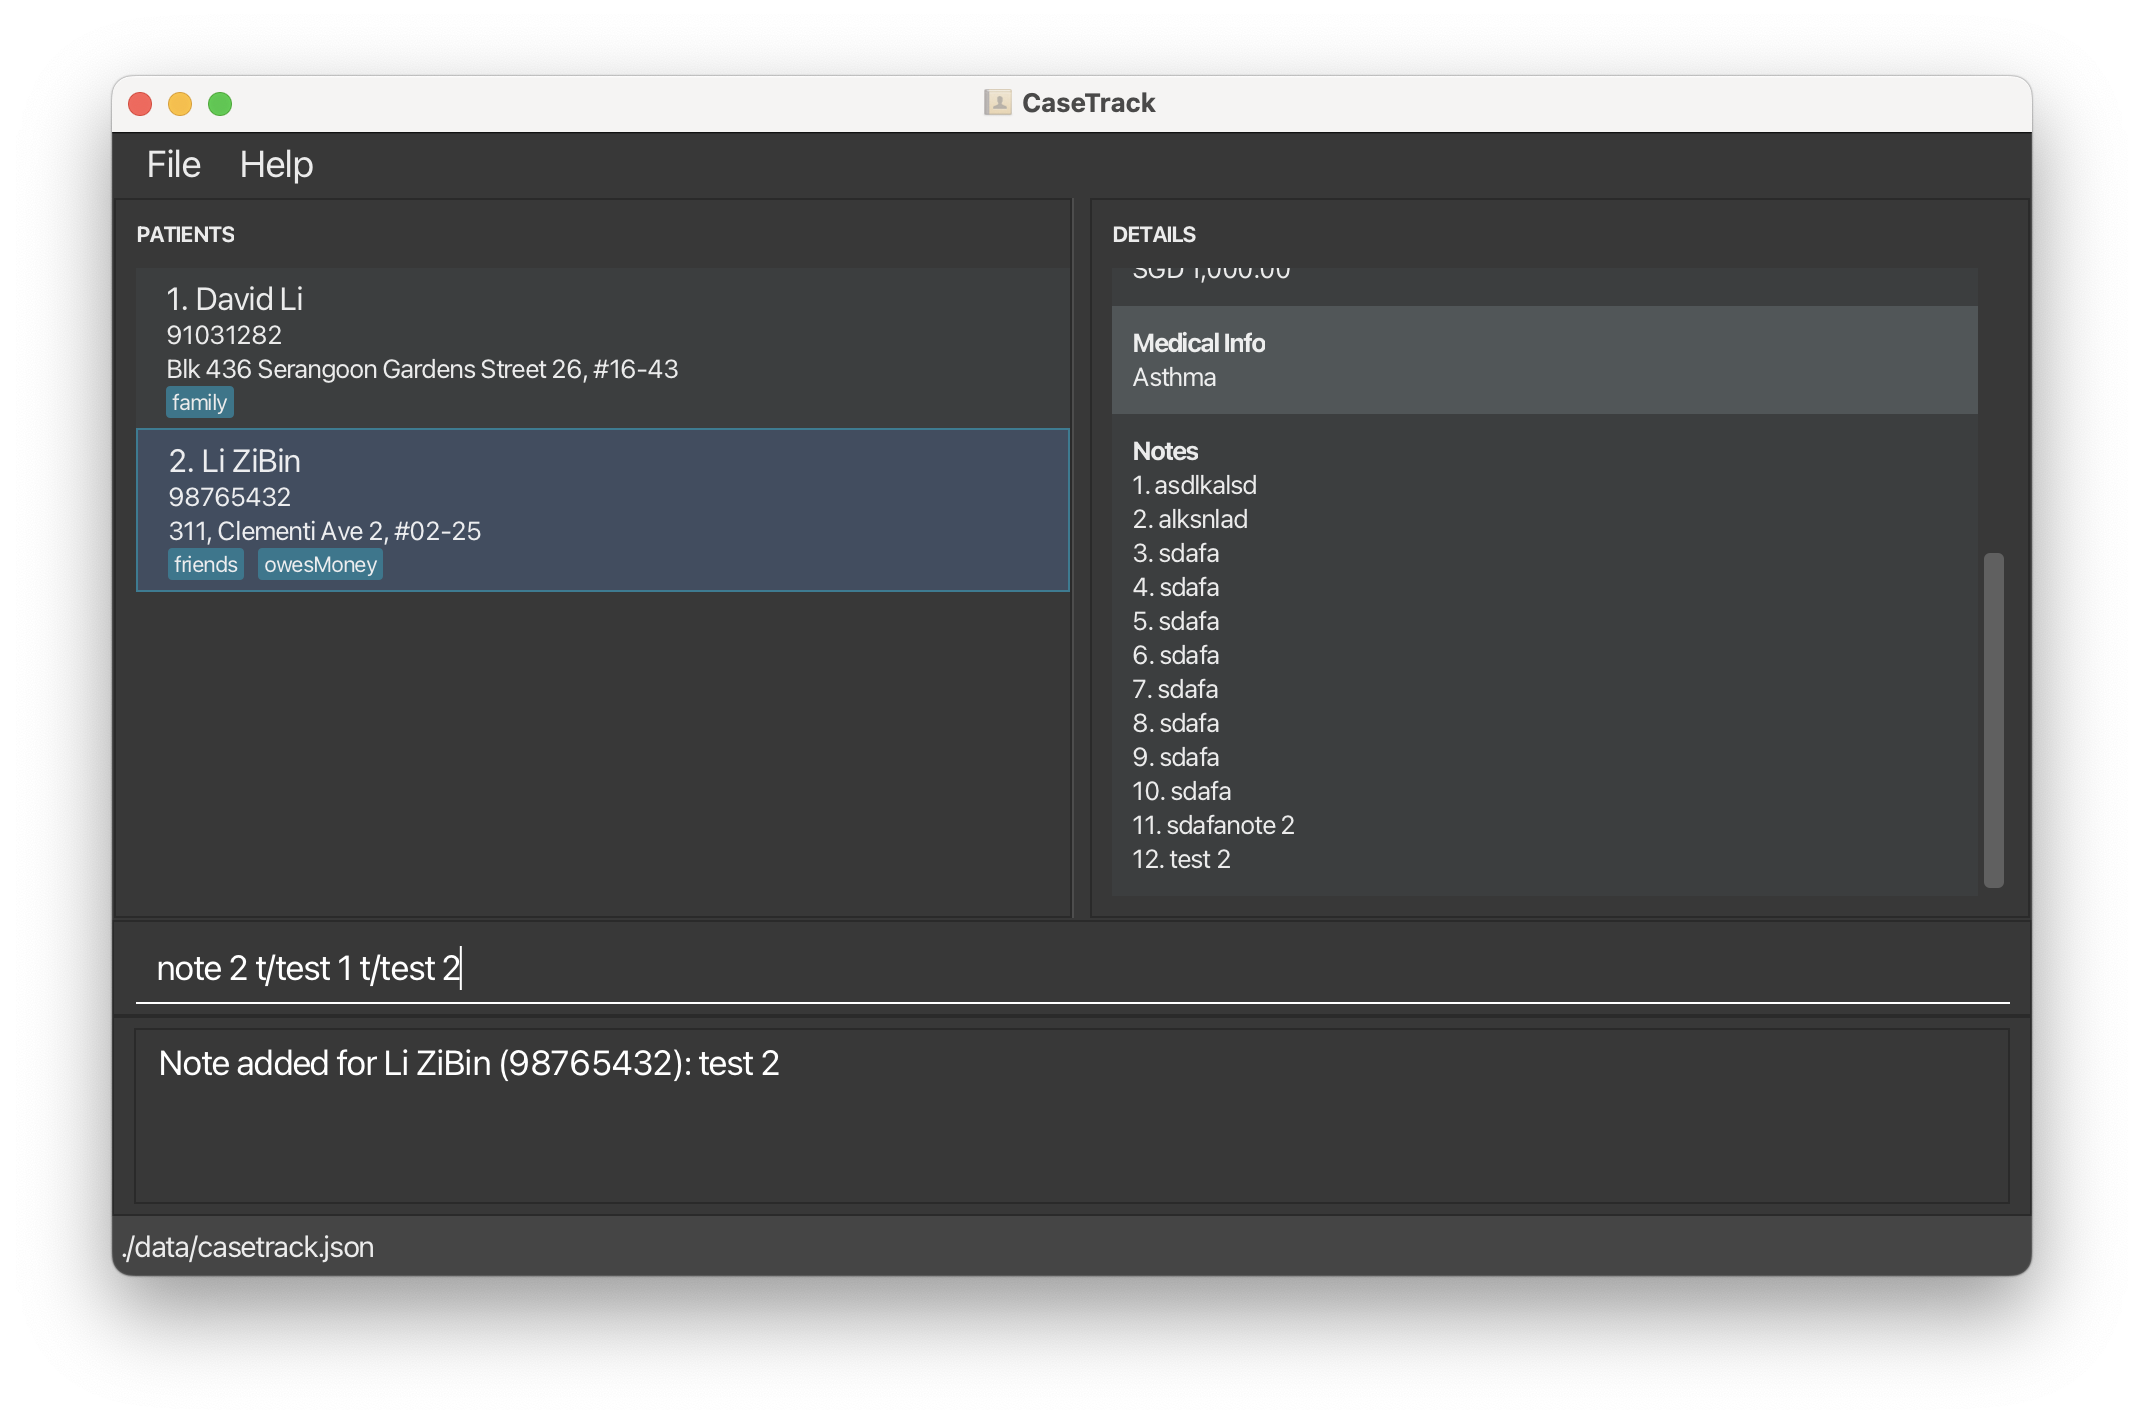 CaseTrack
File Help
PATIENTS
1. David Li
91031282
Blk 436 Serangoon Gardens Street 26, #16-43
family
2. Li ZiBin
98765432
311, Clementi Ave 2, #02-25
friends owesMoney
DETAILS
SGD 1,000.00
Medical Info
Asthma
Notes
1. asdlkalsd
2. alksnlad
3. sdafa
4. sdafa
5. sdafa
6. sdafa
7. sdafa
8. sdafa
9. sdafa
10. sdafa
11. sdafanote 2
12. test 2
note 2 t/test 1 t/test 2
Note added for Li ZiBin (98765432): test 2
./data/casetrack.json